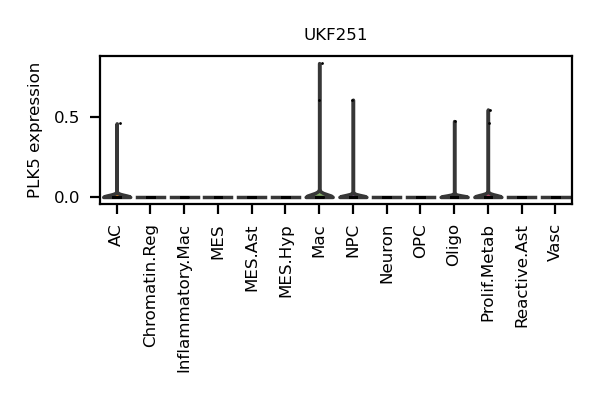 UKF251
PLK5 expression
0.5
0.0
AC
Chromatin.Reg
Inflammatory.Mac
MES
MES.Ast
MES.Hyp
Mac
NPC
Neuron
OPC
Oligo
Prolif.Metab
Reactive.Ast
Vasc